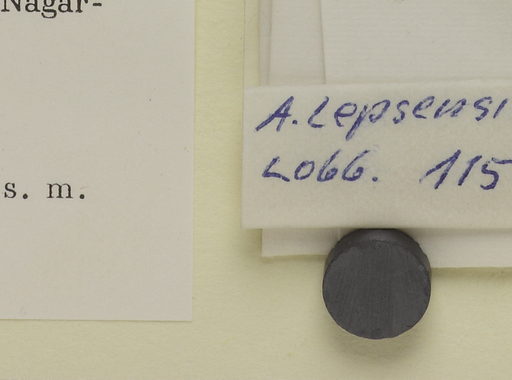 Nagar-
s. m.
A. Lepsensi
Lobb. 115